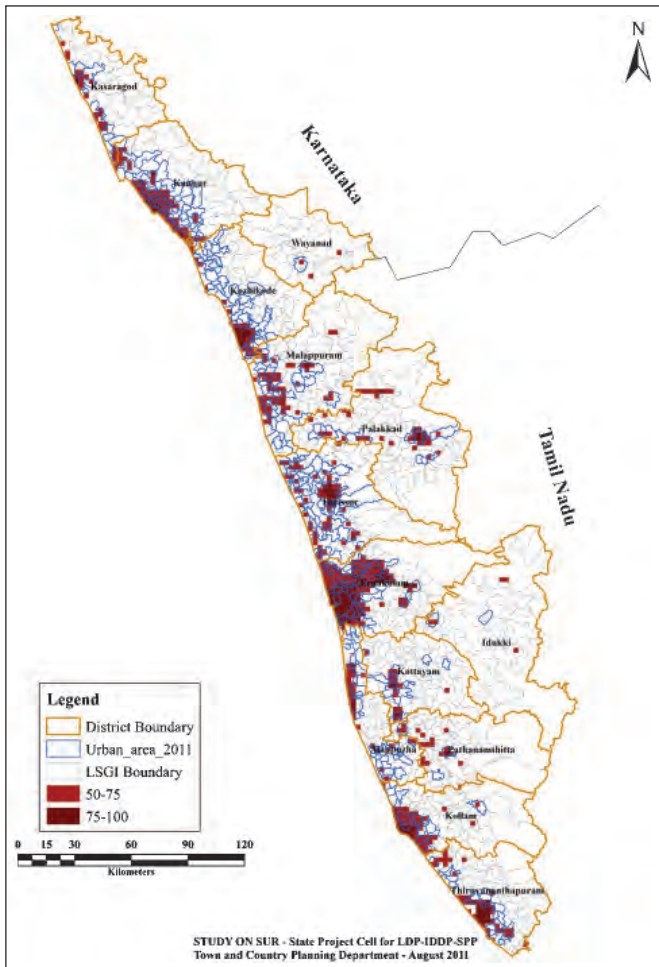 N
Karnataka
Kasaragod
Kannur
Wayanad
Kozhikode
Malappuram
Palakkad
Tamil Nadu
Thrissur
Ernakulam
Idukki
Kottayam
Alappuzha
Pathanamthitta
Kollam
Thiruvananthapuram
Legend
District Boundary
Urban_area_2011
LSGI Boundary
50-75
75-100
0 15 30 60 90 120
Kilometers
STUDY ON SUR - State Project Cell for LDP-IDDP-SPP
Town and Country Planning Department - August 2011